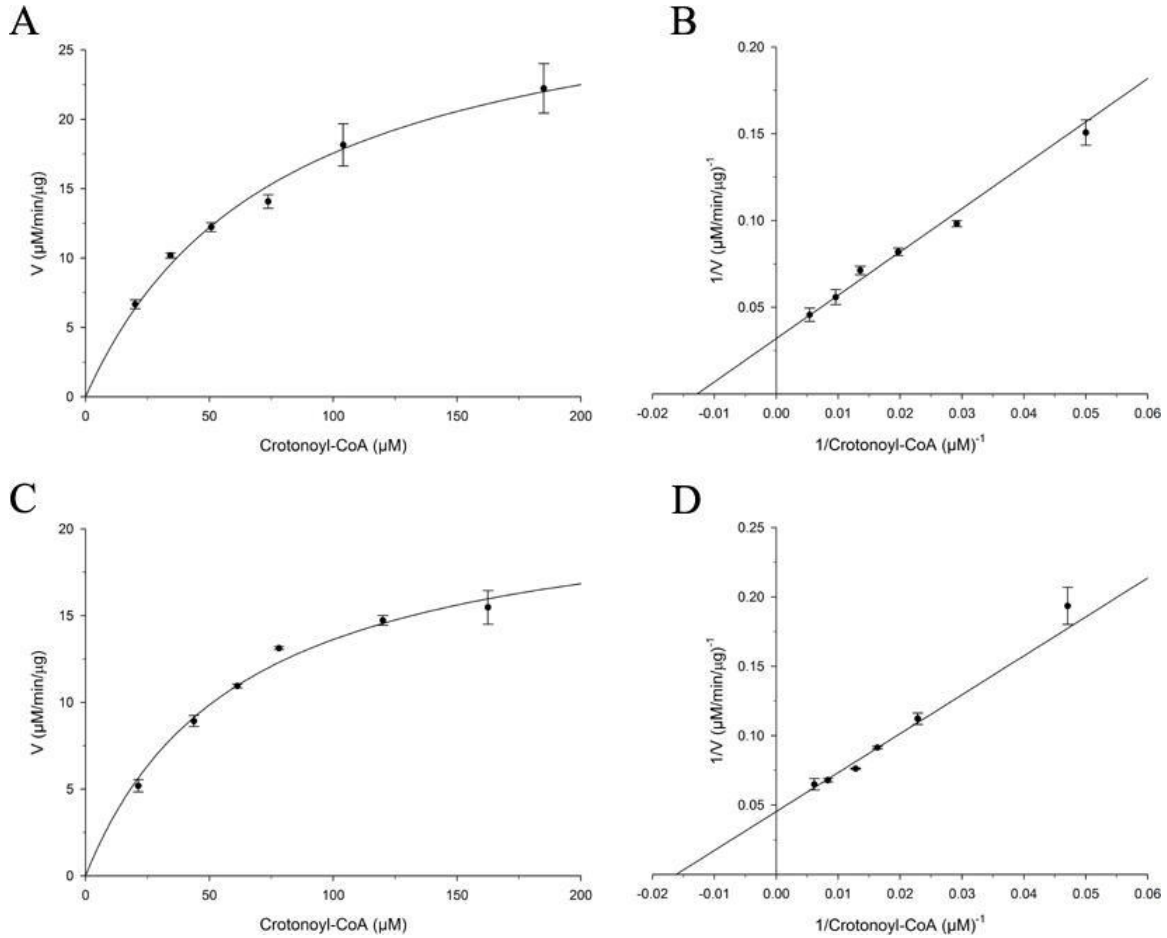 A
25
20
15
10
5
0
V (µM/min/µg)
0 50 100 150 200
Crotonoyl-CoA (µM)
B
0.20
0.15
0.10
0.05
1/V (µM/min/µg)⁻¹
-0.02 -0.01 0.00 0.01 0.02 0.03 0.04 0.05 0.06
1/Crotonoyl-CoA (µM)⁻¹
C
20
15
10
5
0
V (µM/min/µg)
0 50 100 150 200
Crotonoyl-CoA (µM)
D
0.25
0.20
0.15
0.10
0.05
1/V (µM/min/µg)⁻¹
-0.02 -0.01 0.00 0.01 0.02 0.03 0.04 0.05 0.06
1/Crotonoyl-CoA (µM)⁻¹